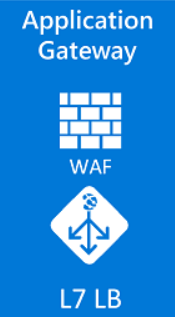 Application
Gateway
WAF
L7 LB